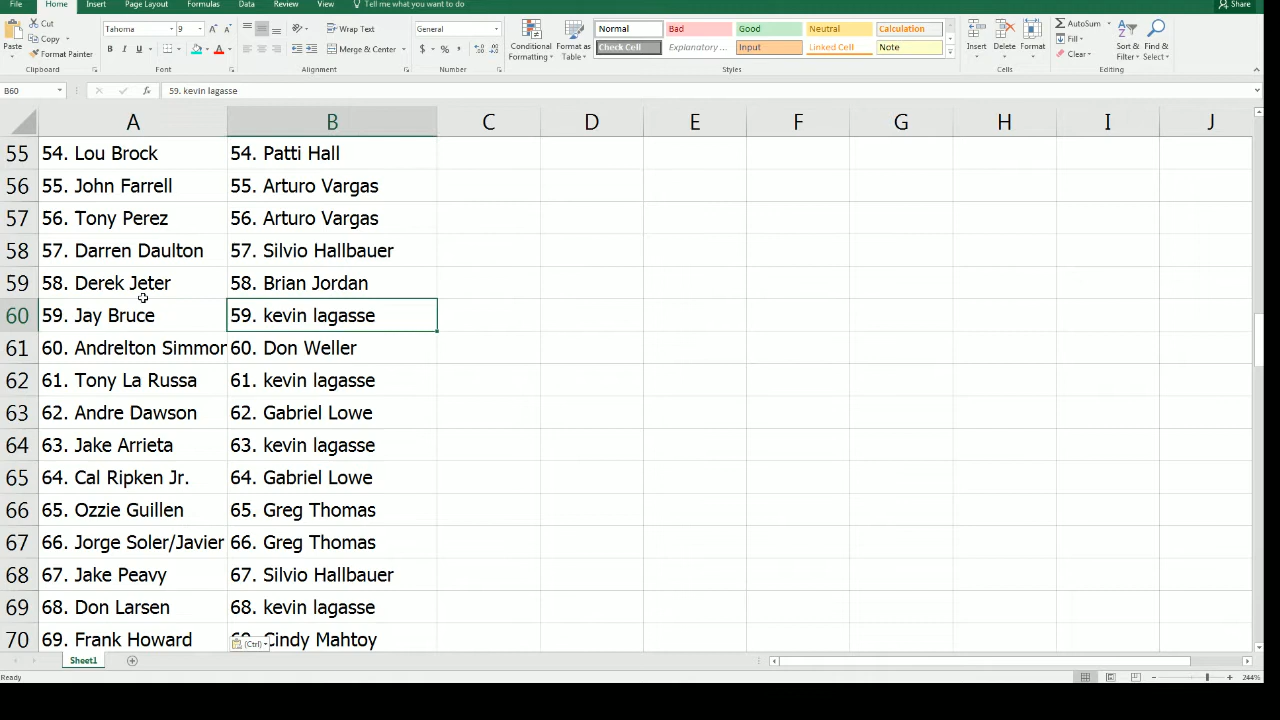 File Home Insert Page Layout Formulas Data Review View Tell me what you want to do Share
Cut Tahoma 9 General Normal Bad Good Neutral Calculation AutoSum
Copy Fill
Paste Format Painter B I U A Merge & Center $ % , Conditional Formatting Format as Table Check Cell Explanatory ... Input Linked Cell Note Insert Delete Format Clear Sort & Filter Find & Select
Clipboard Font Alignment Number Styles Cells Editing
B60 fx 59. kevin lagasse
A B C D E F G H I J
55 54. Lou Brock 54. Patti Hall
56 55. John Farrell 55. Arturo Vargas
57 56. Tony Perez 56. Arturo Vargas
58 57. Darren Daulton 57. Silvio Hallbauer
59 58. Derek Jeter 58. Brian Jordan
60 59. Jay Bruce 59. kevin lagasse
61 60. Andrelton Simmor 60. Don Weller
62 61. Tony La Russa 61. kevin lagasse
63 62. Andre Dawson 62. Gabriel Lowe
64 63. Jake Arrieta 63. kevin lagasse
65 64. Cal Ripken Jr. 64. Gabriel Lowe
66 65. Ozzie Guillen 65. Greg Thomas
67 66. Jorge Soler/Javier 66. Greg Thomas
68 67. Jake Peavy 67. Silvio Hallbauer
69 68. Don Larsen 68. kevin lagasse
70 69. Frank Howard Cindy Mahtoy
(Ctrl)
Sheet1
Ready 244%